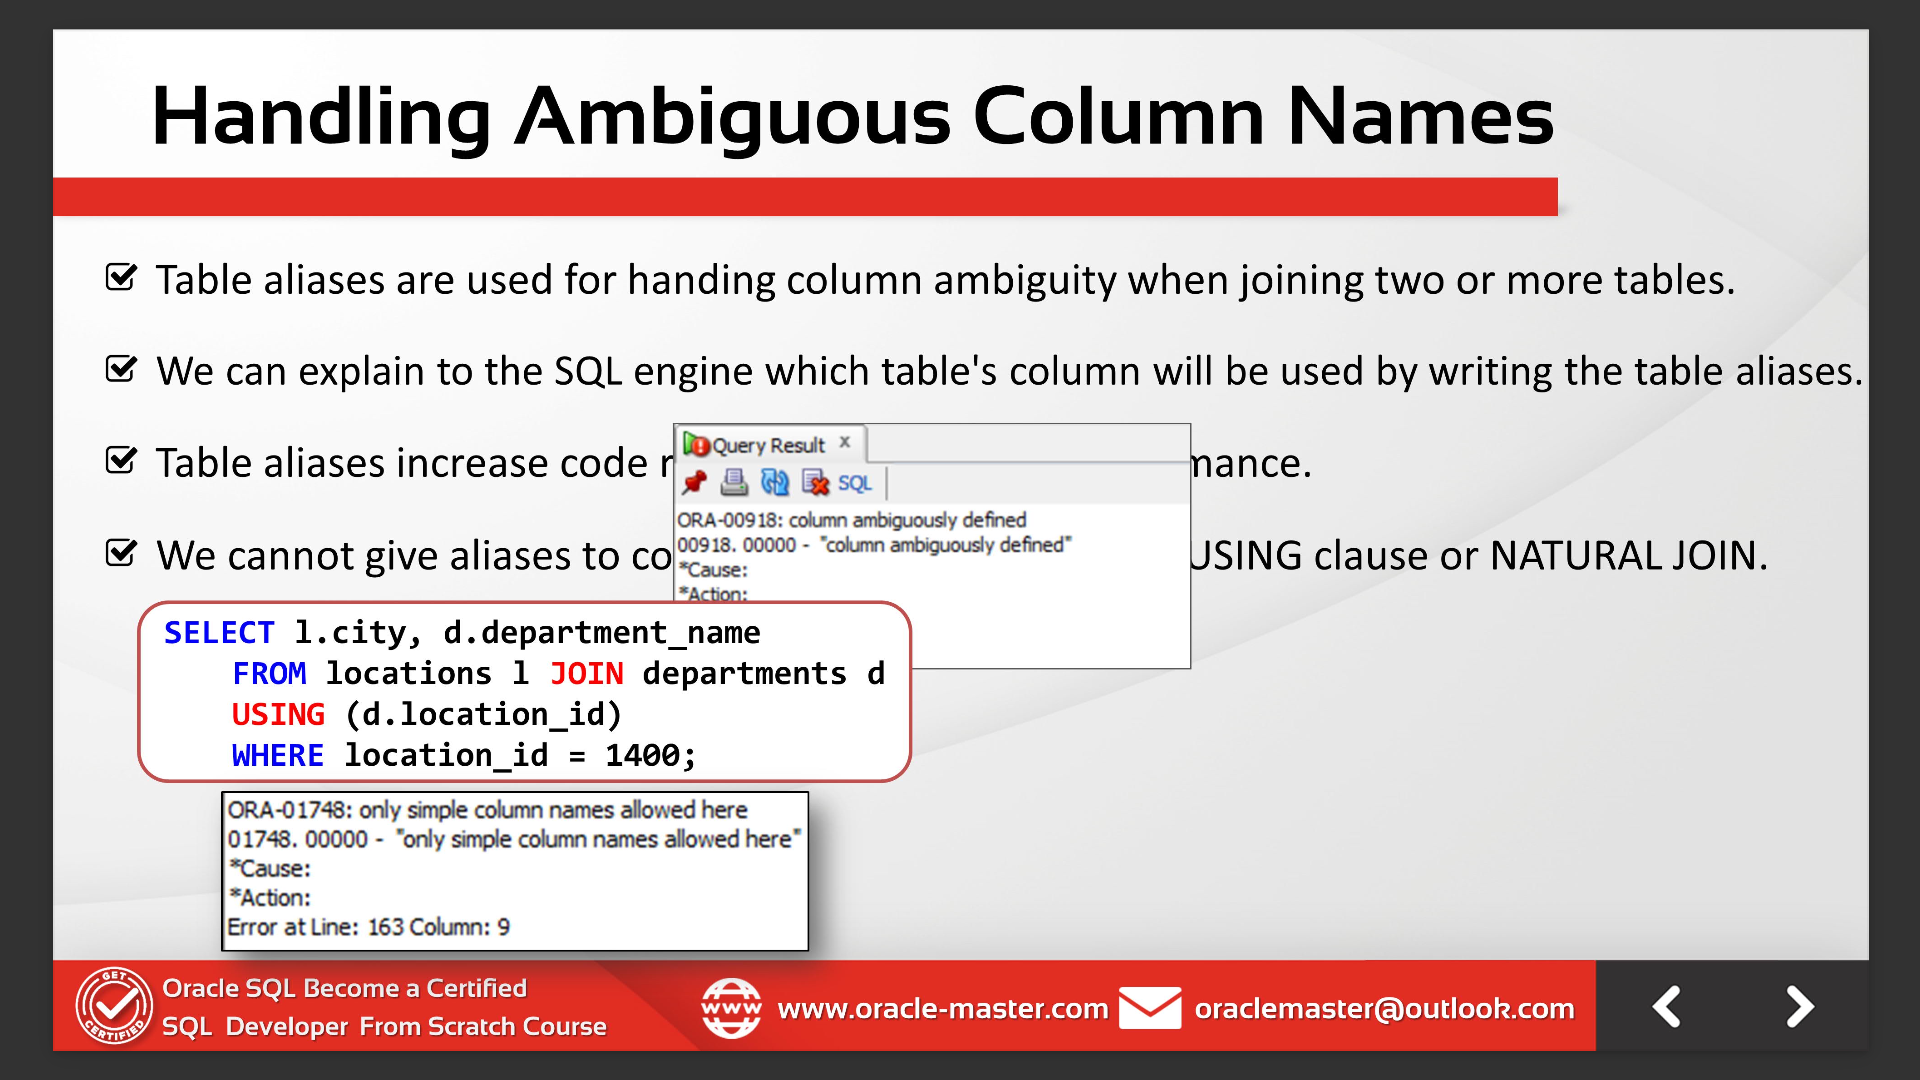 Handling Ambiguous Column Names
Table aliases are used for handing column ambiguity when joining two or more tables.
We can explain to the SQL engine which table's column will be used by writing the table aliases.
Table aliases increase code
mance.
We cannot give aliases to
USING clause or NATURAL JOIN.
Query Result x
SQL
ORA-00918: column ambiguously defined
00918. 00000 - "column ambiguously defined"
*Cause:
*Action:
SELECT l.city, d.department_name
FROM locations l JOIN departments d
USING (d.location_id)
WHERE location_id = 1400;
ORA-01748: only simple column names allowed here
01748. 00000 - "only simple column names allowed here"
*Cause:
*Action:
Error at Line: 163 Column: 9
GET
CERTIFIED
Oracle SQL Become a Certified
SQL Developer From Scratch Course
www
www.oracle-master.com
oraclemaster@outlook.com